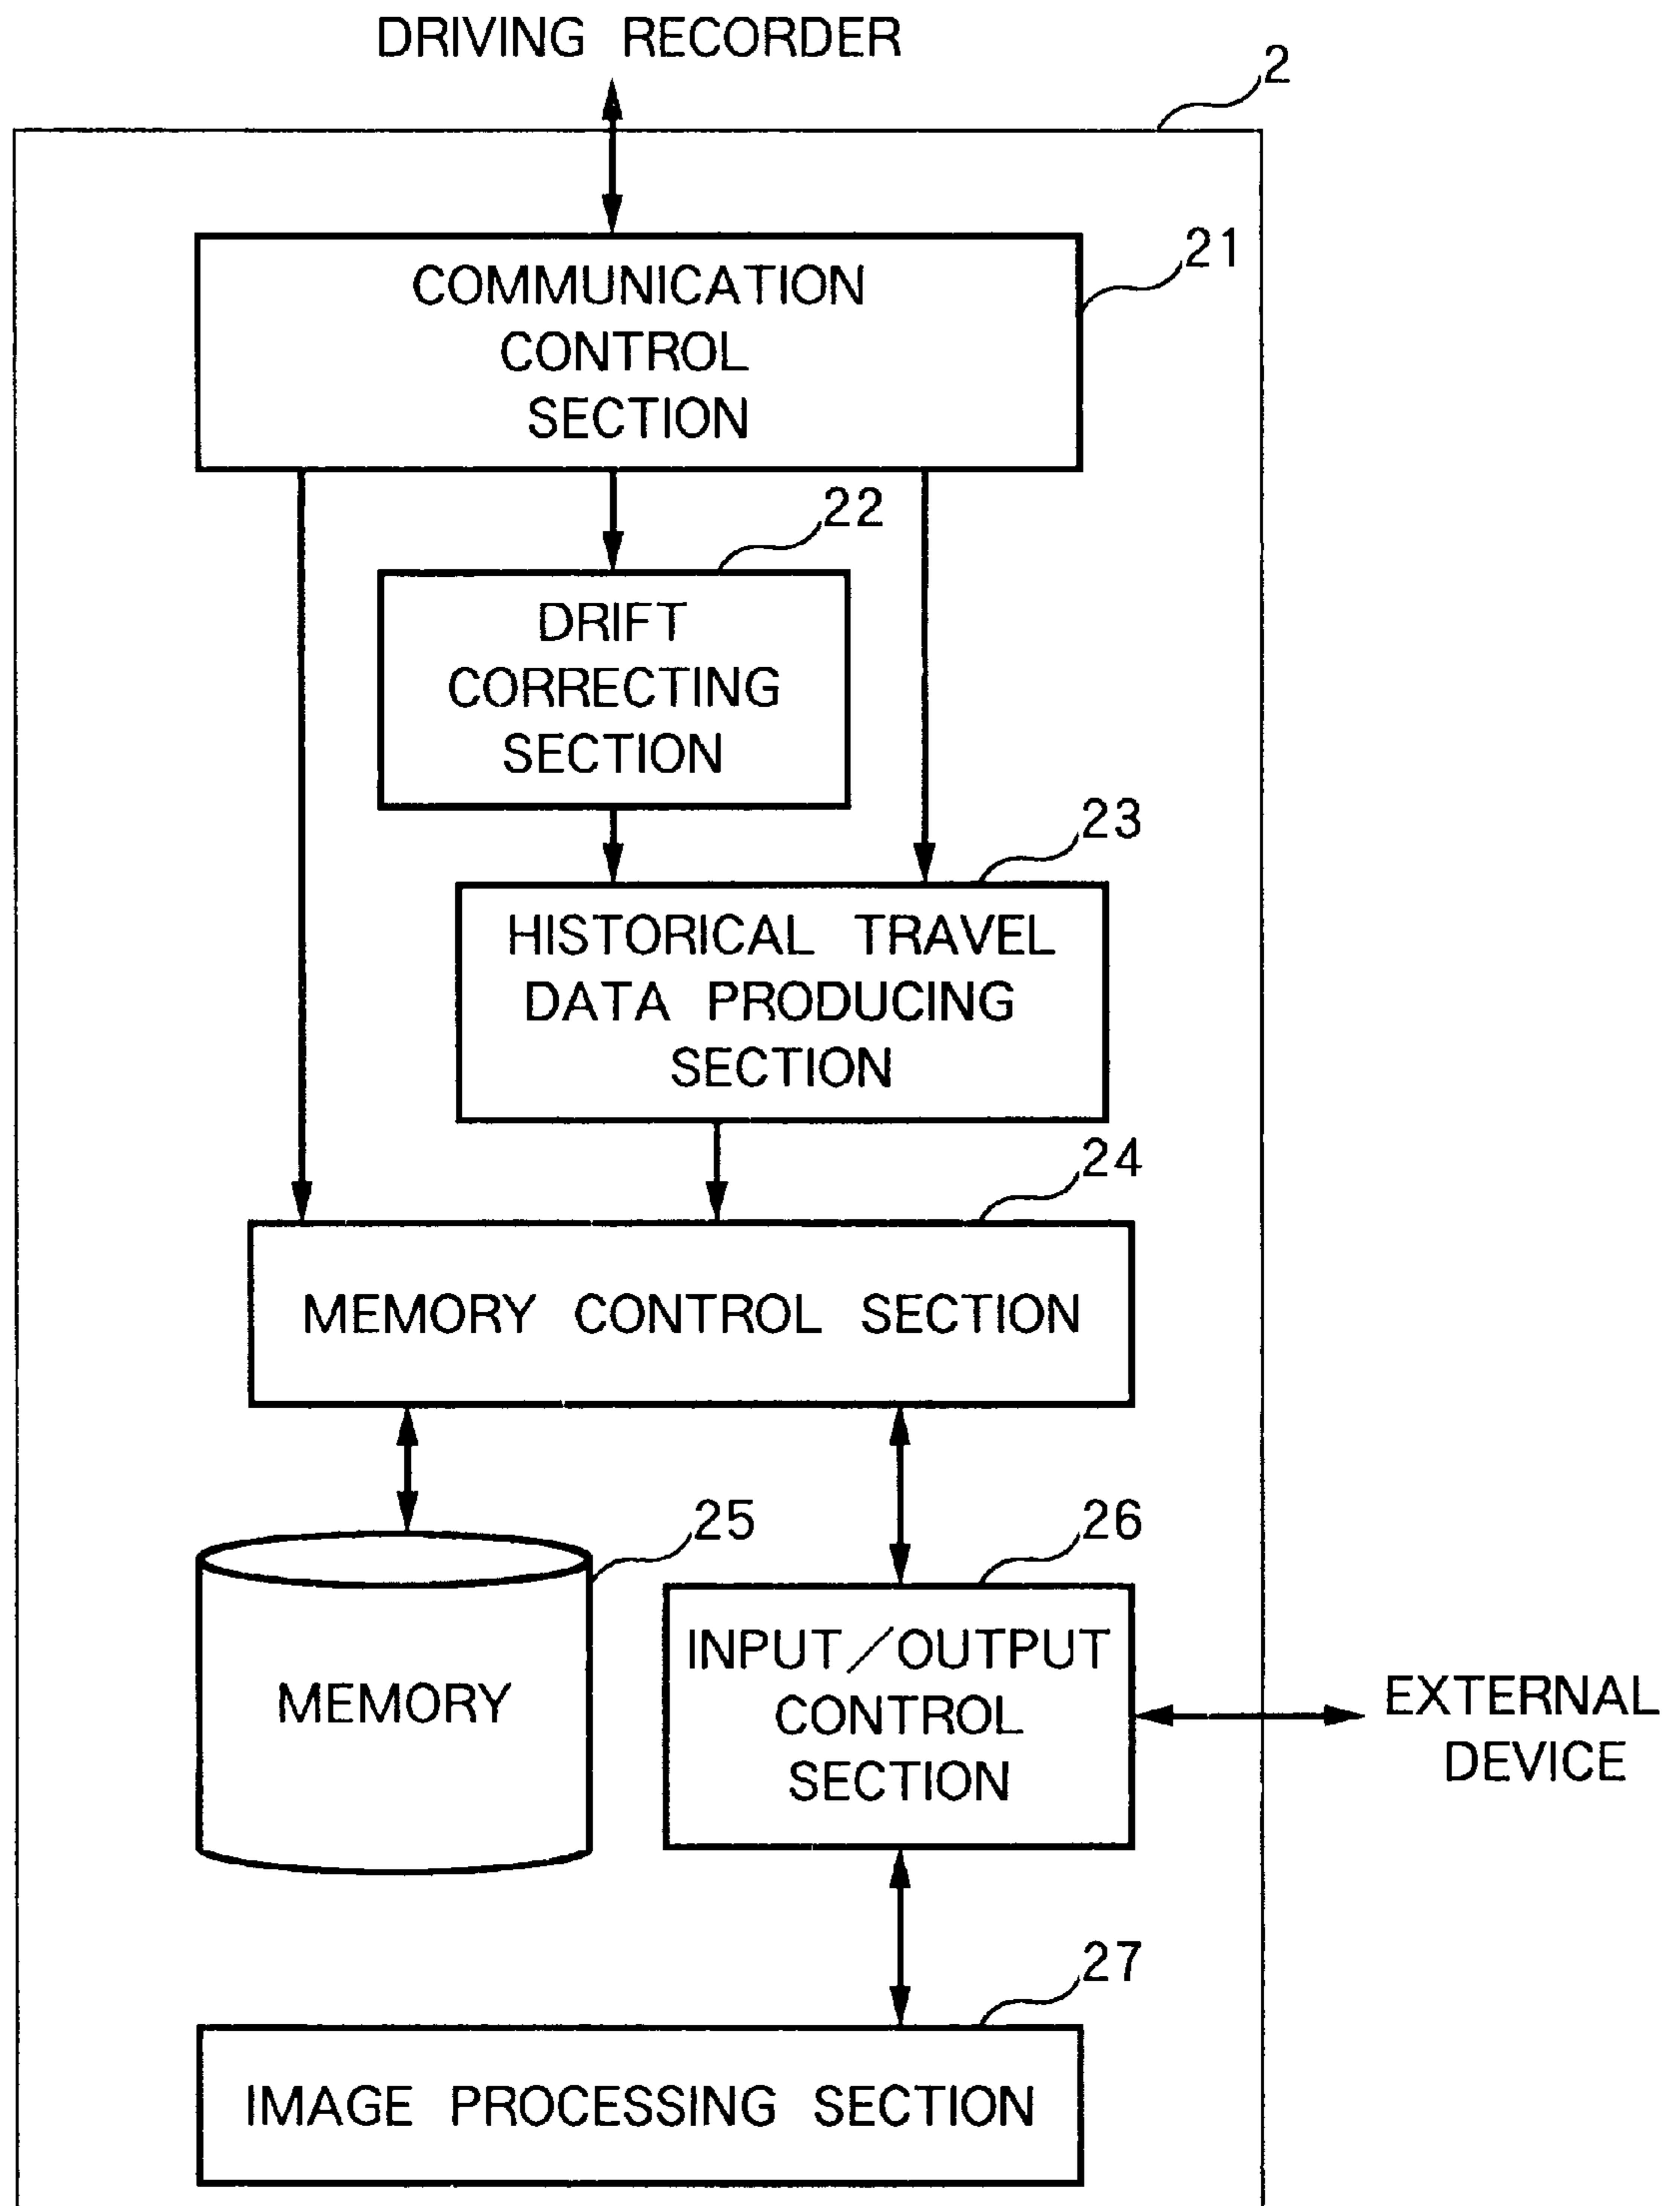 DRIVING RECORDER
2
21
COMMUNICATION
CONTROL
SECTION
22
DRIFT
CORRECTING
SECTION
23
HISTORICAL TRAVEL
DATA PRODUCING
SECTION
24
MEMORY CONTROL SECTION
25
MEMORY
26
INPUT/OUTPUT
CONTROL
SECTION
EXTERNAL
DEVICE
27
IMAGE PROCESSING SECTION